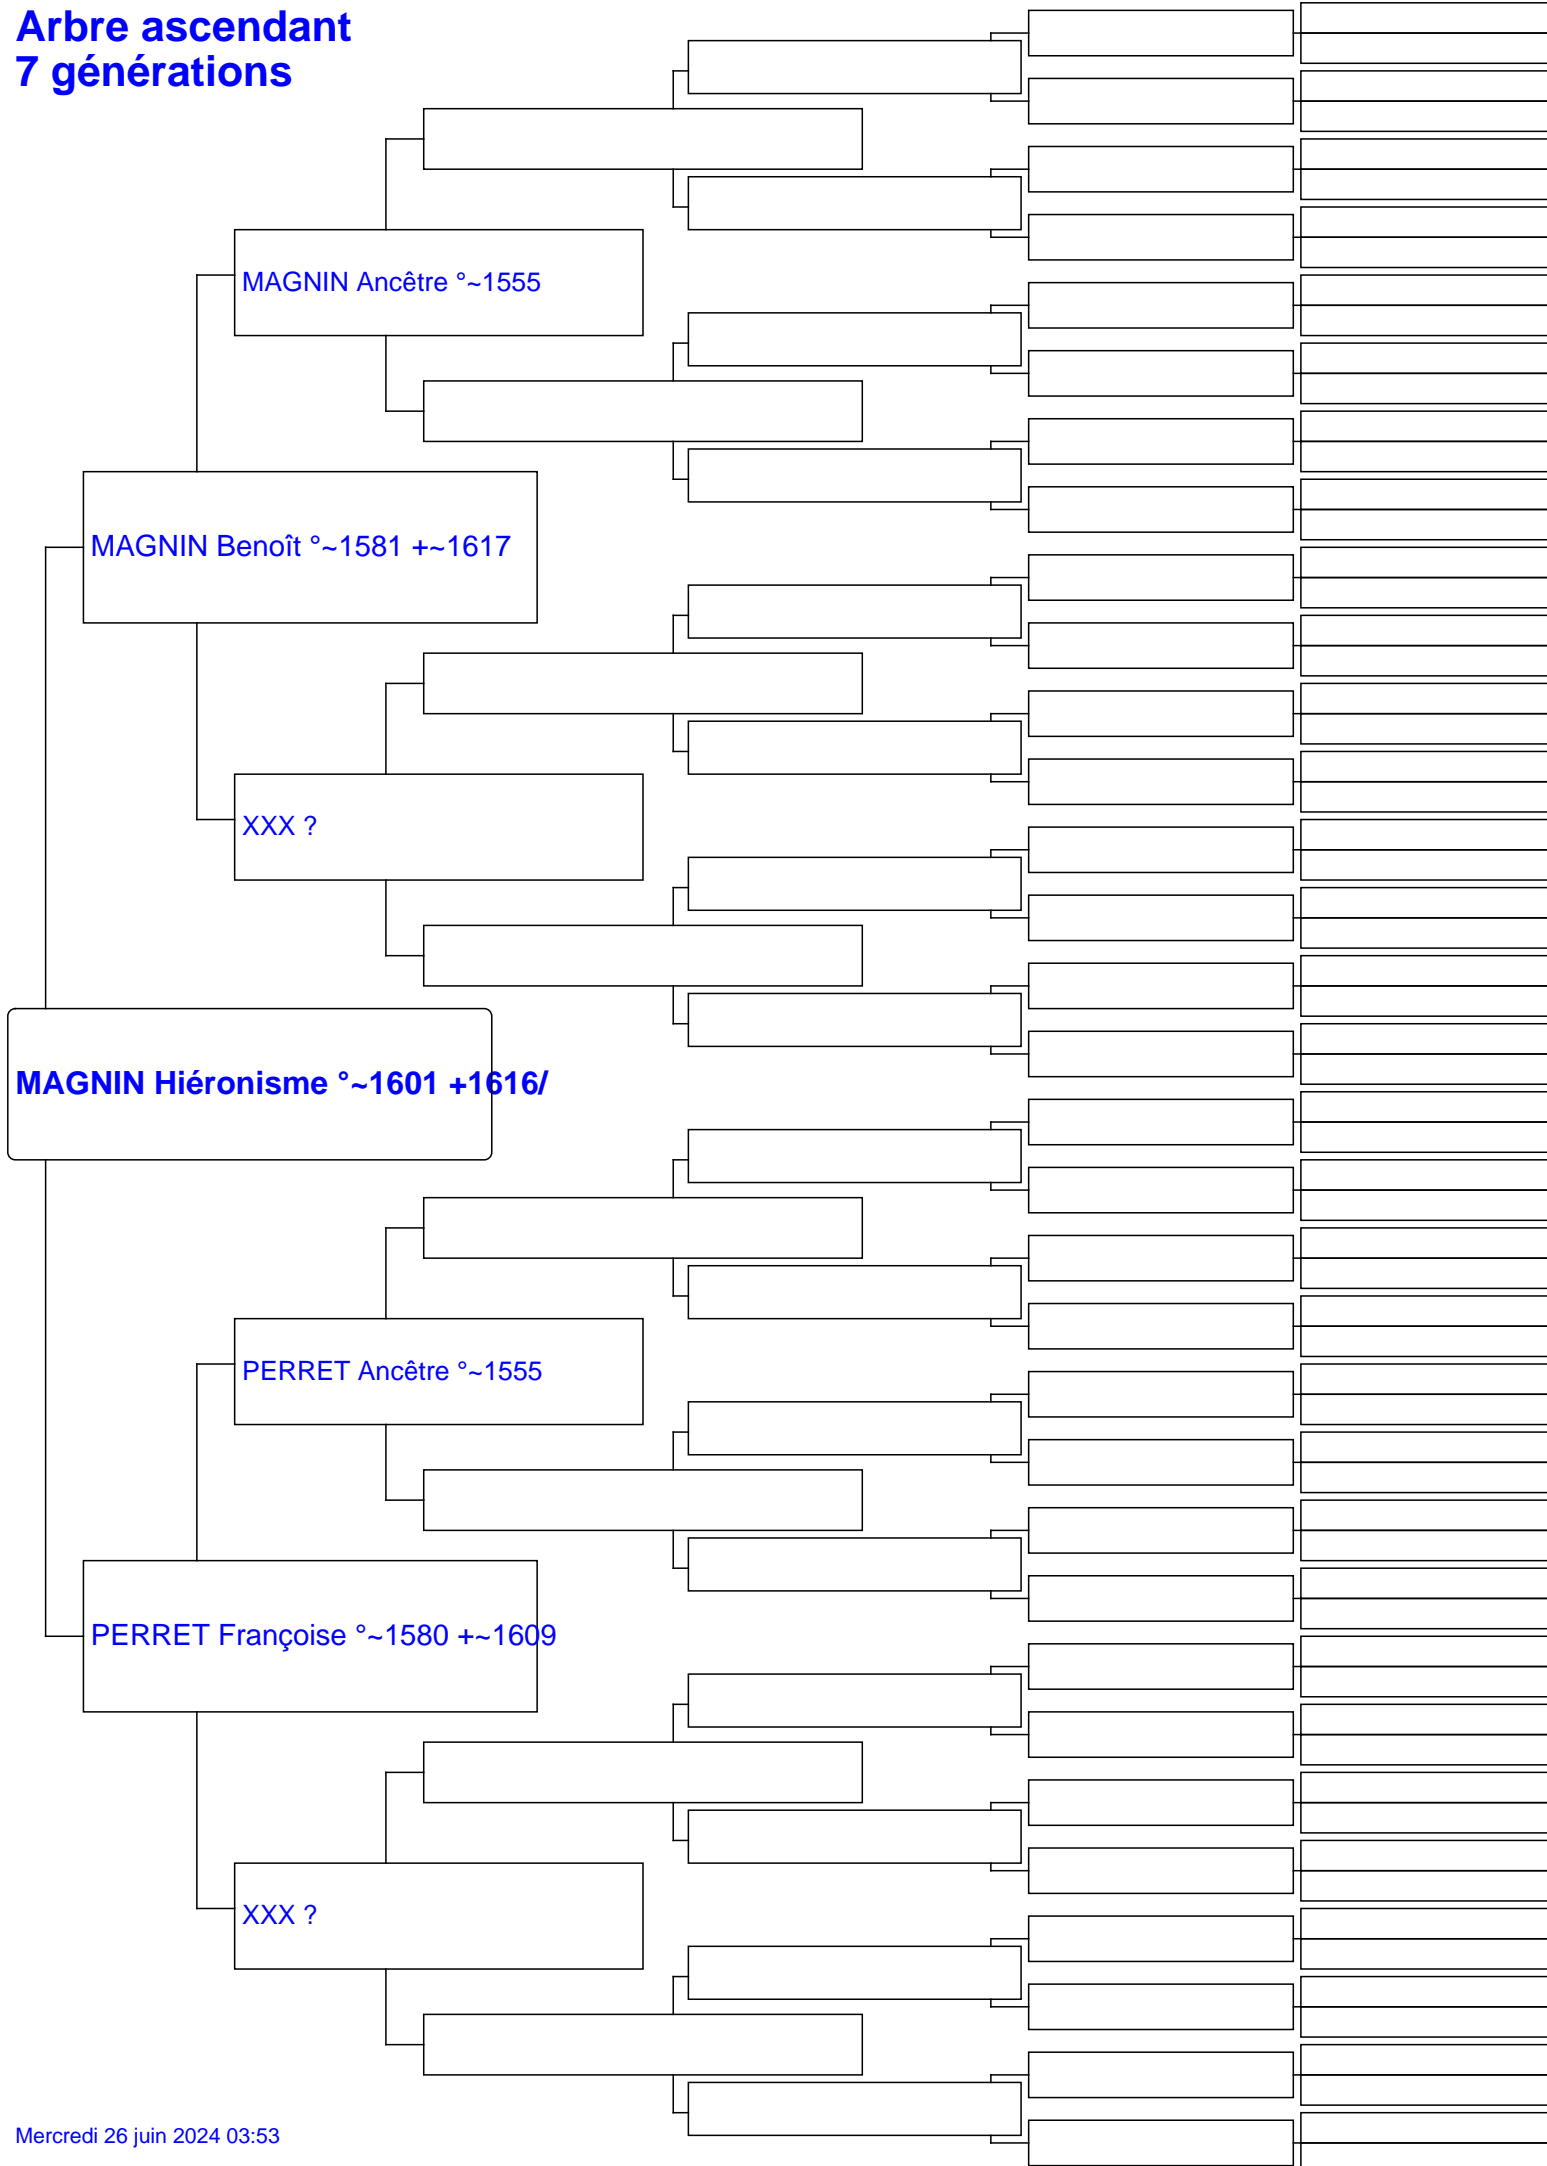 Arbre ascendant
7 générations
MAGNIN Ancêtre °~1555
MAGNIN Benoît °~1581 +~1617
XXX ?
MAGNIN Hiéronisme °~1601 +1616/
PERRET Ancêtre °~1555
PERRET Françoise °~1580 +~1609
XXX ?
Mercredi 26 juin 2024 03:53